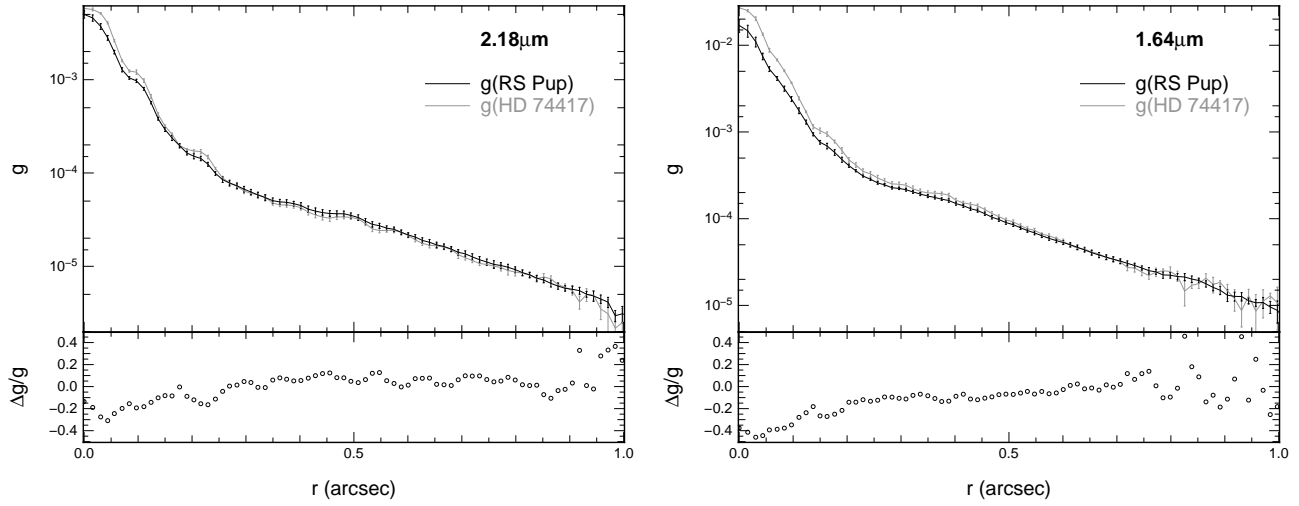 2.18μm
g(RS Pup)
g(HD 74417)
10⁻³
10⁻⁴
10⁻⁵
g
0.4
0.2
0.0
−0.2
−0.4
Δg/g
0.0 0.5 1.0
r (arcsec)
1.64μm
g(RS Pup)
g(HD 74417)
10⁻²
10⁻³
10⁻⁴
10⁻⁵
g
0.4
0.2
0.0
−0.2
−0.4
Δg/g
0.0 0.5 1.0
r (arcsec)